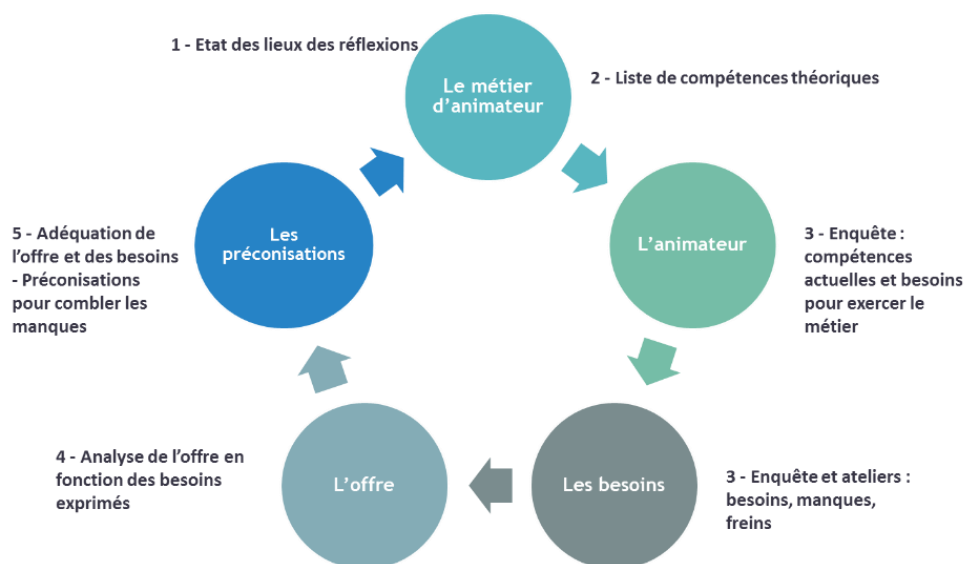 1 - Etat des lieux des réflexions
Le métier
d'animateur
2 - Liste de compétences théoriques
L'animateur
3 - Enquête :
compétences
actuelles et besoins
pour exercer le
métier
Les besoins
3 - Enquête et ateliers :
besoins, manques,
freins
L'offre
4 - Analyse de l'offre en
fonction des besoins
exprimés
Les
préconisations
5 - Adéquation de
l'offre et des besoins
- Préconisations
pour combler les
manques